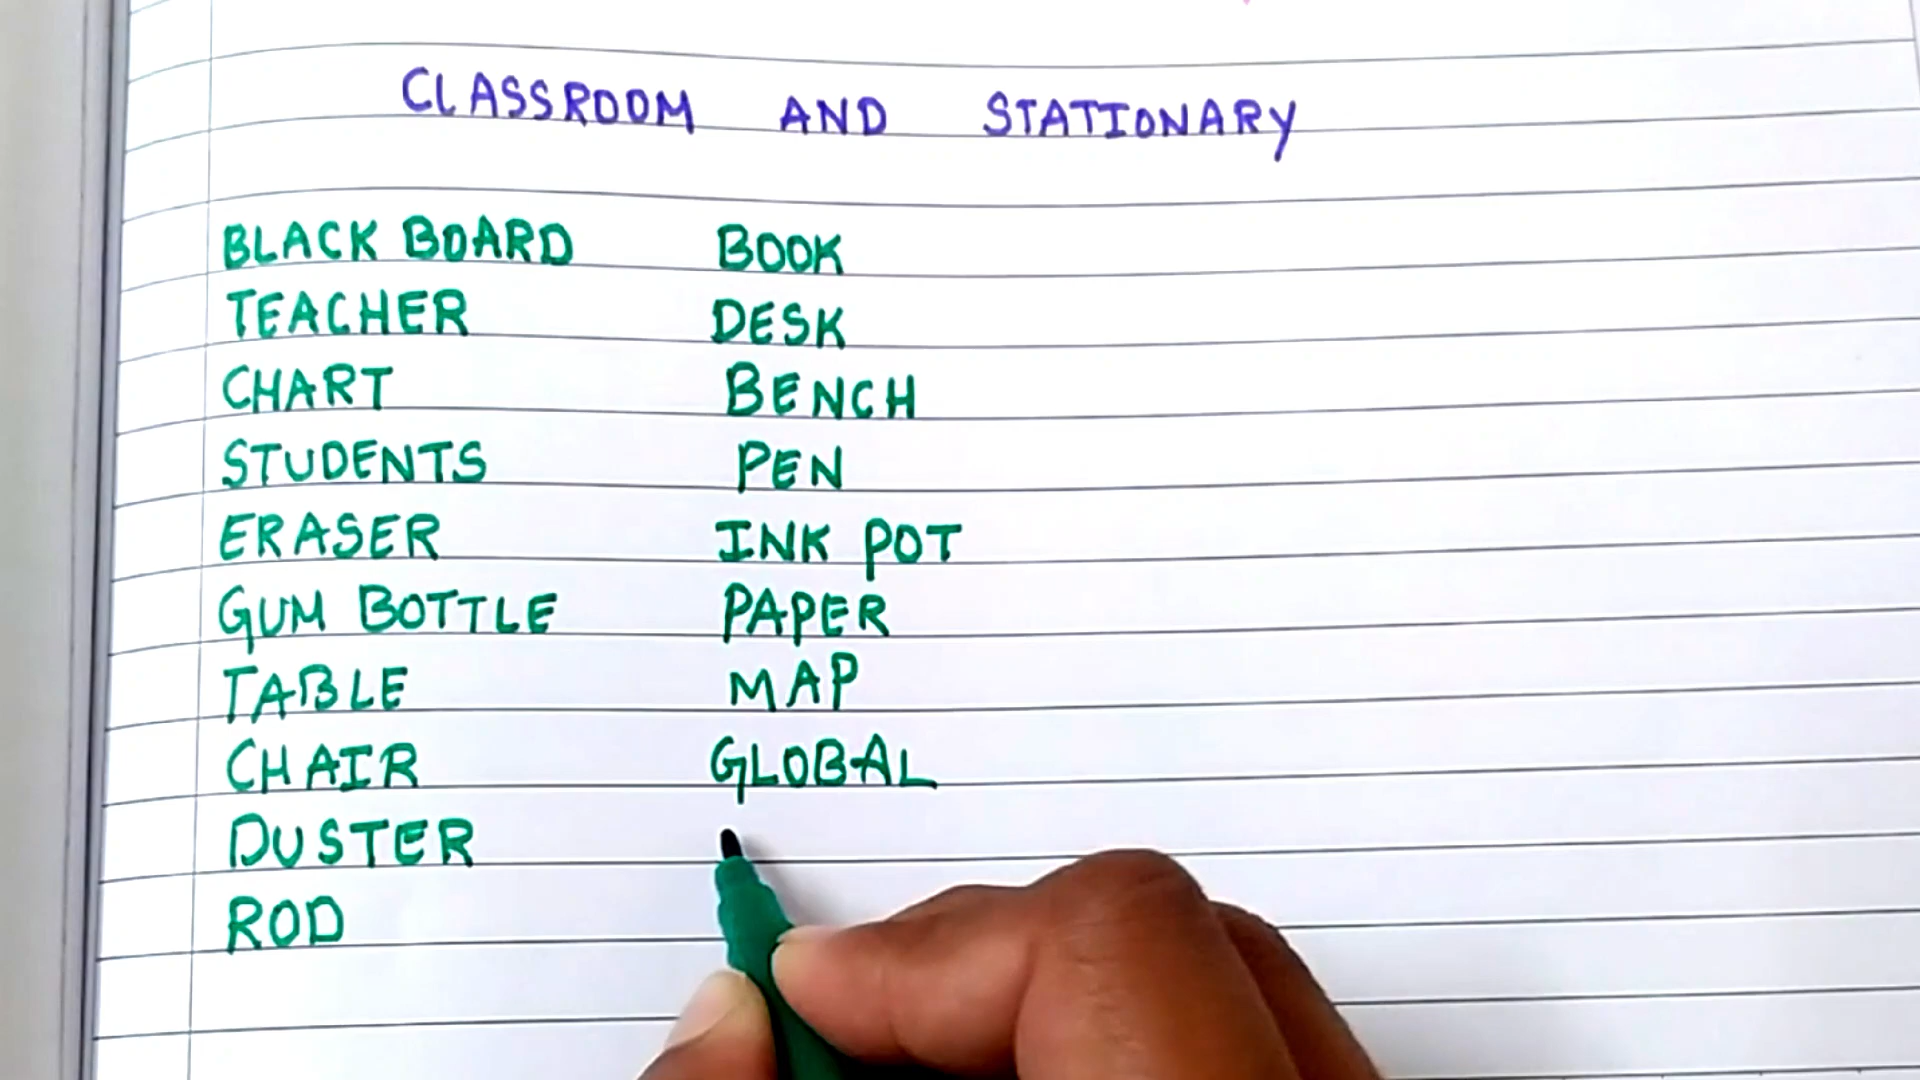 CLASSROOM AND STATIONARY
BLACK BOARD BOOK
TEACHER DESK
CHART BENCH
STUDENTS PEN
ERASER INK POT
GUM BOTTLE PAPER
TABLE MAP
CHAIR GLOBAL
DUSTER
ROD